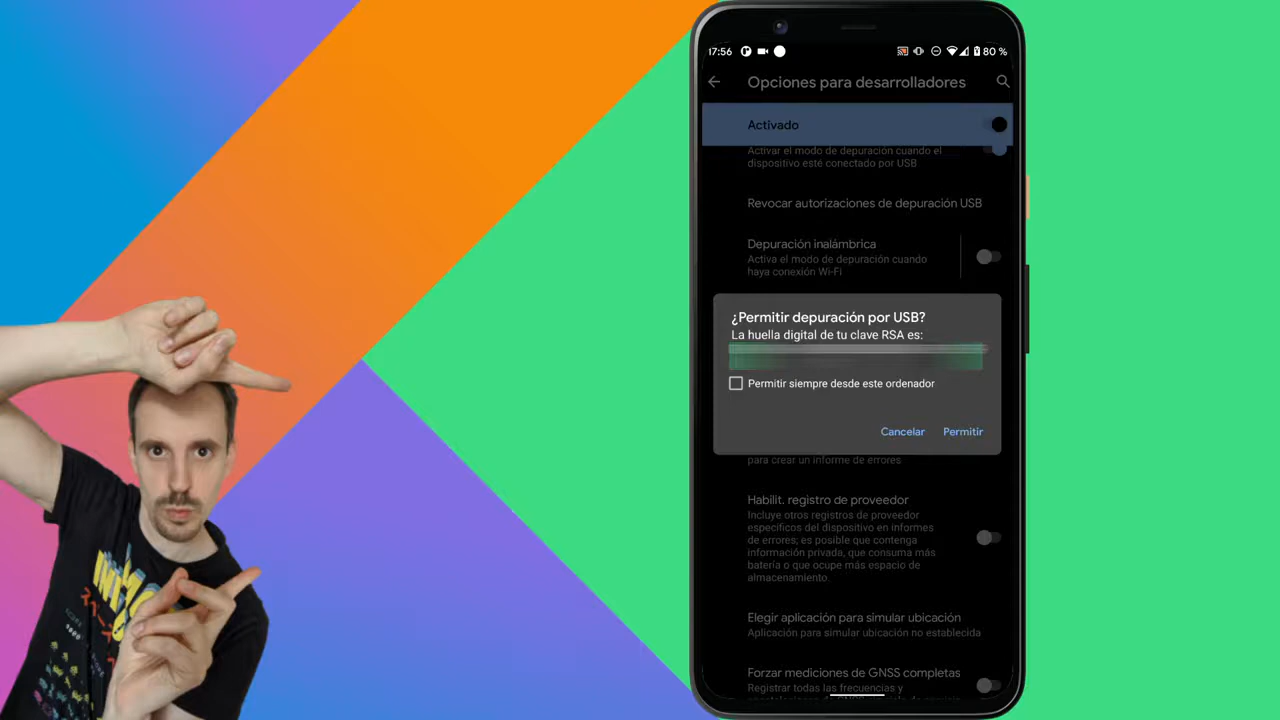 17:56
80 %
Opciones para desarrolladores
Activado
Activar el modo de depuración cuando el
dispositivo esté conectado por USB
Revocar autorizaciones de depuración USB
Depuración inalámbrica
Activa el modo de depuración cuando
haya conexión Wi-Fi
¿Permitir depuración por USB?
La huella digital de tu clave RSA es:
Permitir siempre desde este ordenador
Cancelar
Permitir
para crear un informe de errores
Habilit. registro de proveedor
Incluye otros registros de proveedor
específicos del dispositivo en informes
de errores; es posible que contenga
información privada, que consuma más
batería o que ocupe más espacio de
almacenamiento.
Elegir aplicación para simular ubicación
Aplicación para simular ubicación no establecida
Forzar mediciones de GNSS completas
Registrar todas las frecuencias y